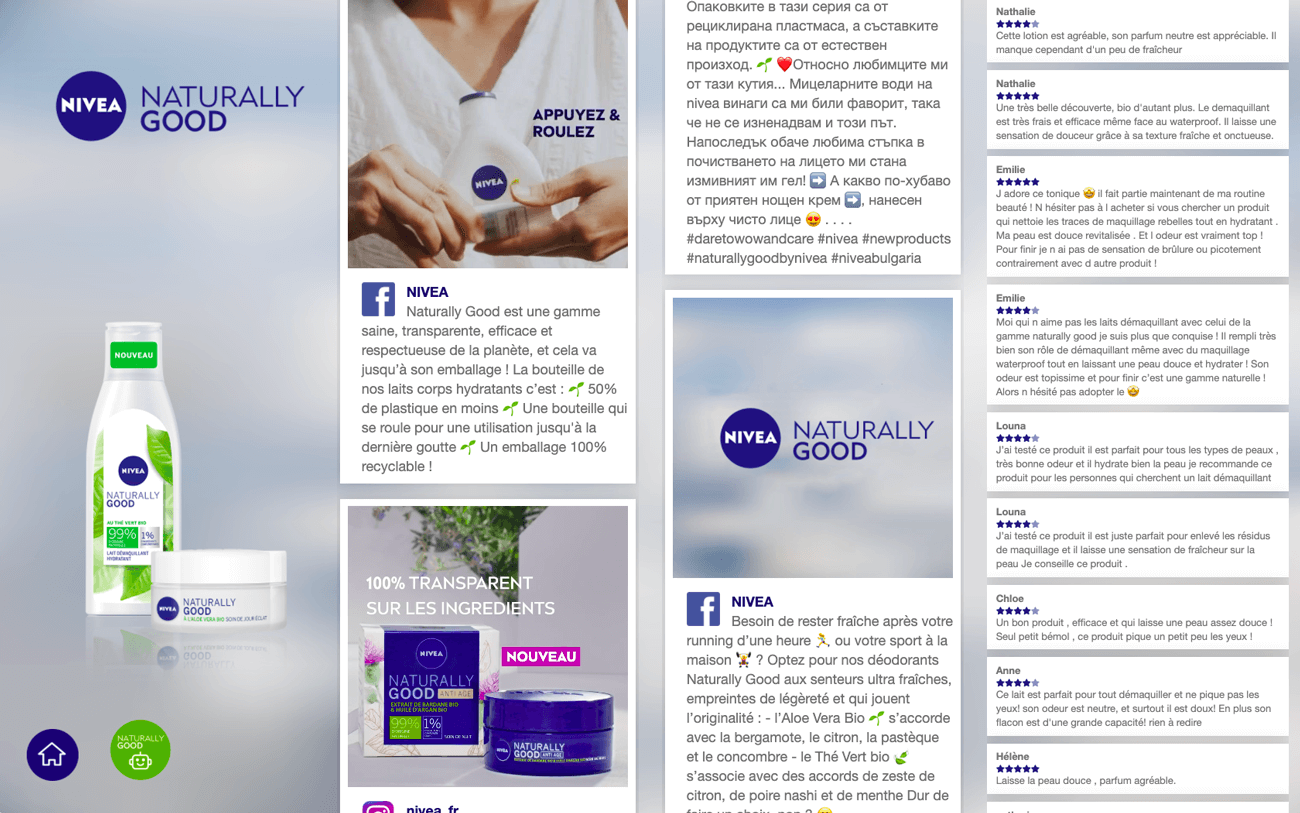 NIVEA
NATURALLY
GOOD
NOUVEAU
NIVEA
NATURALLY
GOOD
AU THÉ VERT BIO
99%
1%
LAIT DÉMAQUILLANT
HYDRATANT
NIVEA
NATURALLY
GOOD
À L'ALOE VERA BIO SOIN DE JOUR ÉCLAT
NATURALLY
GOOD
APPUYEZ &
ROULEZ
NIVEA
NIVEA
Naturally Good est une gamme
saine, transparente, efficace et
respectueuse de la planète, et cela va
jusqu'à son emballage ! La bouteille de
nos laits corps hydratants c'est : 🌱 50%
de plastique en moins 🌱 Une bouteille qui
se roule pour une utilisation jusqu'à la
dernière goutte 🌱 Un emballage 100%
recyclable !
100% TRANSPARENT
SUR LES INGREDIENTS
NOUVEAU
NIVEA
NATURALLY
GOOD ANTI AGE
EXTRAIT DE BARDANE BIO
& HUILE D'ARGAN BIO
99%
1%
SOIN DE NUIT
NIVEA
NATURALLY
GOOD ANTI AGE
nivea_fr
Опаковките в тази серия са от
рециклирана пластмаса, а съставките
на продуктите са от естествен
произход. 🌱 ❤️Относно любимците ми
от тази кутия... Мицеларните води на
nivea винаги са ми били фаворит, така
че не се изненадвам и този път.
Напоследък обаче любима стъпка в
почистването на лицето ми стана
измивният им гел! ➡️ А какво по-хубаво
от приятен нощен крем ➡️, нанесен
върху чисто лице 😍 . . . .
#daretowowandcare #nivea #newproducts
#naturallygoodbynivea #niveabulgaria
NIVEA
NATURALLY
GOOD
NIVEA
Besoin de rester fraîche après votre
running d'une heure 🏃 ou votre sport à la
maison 🏋️ ? Optez pour nos déodorants
Naturally Good aux senteurs ultra fraîches,
empreintes de légèreté et qui jouent
l'originalité : - l'Aloe Vera Bio 🌱 s'accorde
avec la bergamote, le citron, la pastèque
et le concombre - le Thé Vert bio 🍃
s'associe avec des accords de zeste de
citron, de poire nashi et de menthe Dur de
faire un choix, non ? 😁
Nathalie
Cette lotion est agréable, son parfum neutre est appréciable. Il
manque cependant d'un peu de fraîcheur
Nathalie
Une très belle découverte, bio d'autant plus. Le demaquillant
est très frais et efficace même face au waterproof. Il laisse une
sensation de douceur grâce à sa texture fraîche et onctueuse.
Emilie
J adore ce tonique 🤩 il fait partie maintenant de ma routine
beauté ! N hésiter pas à l acheter si vous chercher un produit
qui nettoie les traces de maquillage rebelles tout en hydratant .
Ma peau est douce revitalisée . Et l odeur est vraiment top !
Pour finir je n ai pas de sensation de brûlure ou picotement
contrairement avec d autre produit !
Emilie
Moi qui n aime pas les laits démaquillant avec celui de la
gamme naturally good je suis plus que conquise ! Il rempli très
bien son rôle de démaquillant même avec du maquillage
waterproof tout en laissant une peau douce et hydrater ! Son
odeur est topissime et pour finir c'est une gamme naturelle !
Alors n hésité pas adopter le 🤩
Louna
J'ai testé ce produit il est parfait pour tous les types de peaux ,
très bonne odeur et il hydrate bien la peau je recommande ce
produit pour les personnes qui cherchent un lait démaquillant
Louna
J'ai testé ce produit il est juste parfait pour enlevé les résidus
de maquillage et il laisse une sensation de fraîcheur sur la
peau Je conseille ce produit .
Chloe
Un bon produit , efficace et qui laisse une peau assez douce !
Seul petit bémol , ce produit pique un petit peu les yeux !
Anne
Ce lait est parfait pour tout démaquiller et ne pique pas les
yeux! son odeur est neutre, et surtout il est doux! En plus son
flacon est d'une grande capacité! rien à redire
Hélène
Laisse la peau douce , parfum agréable.